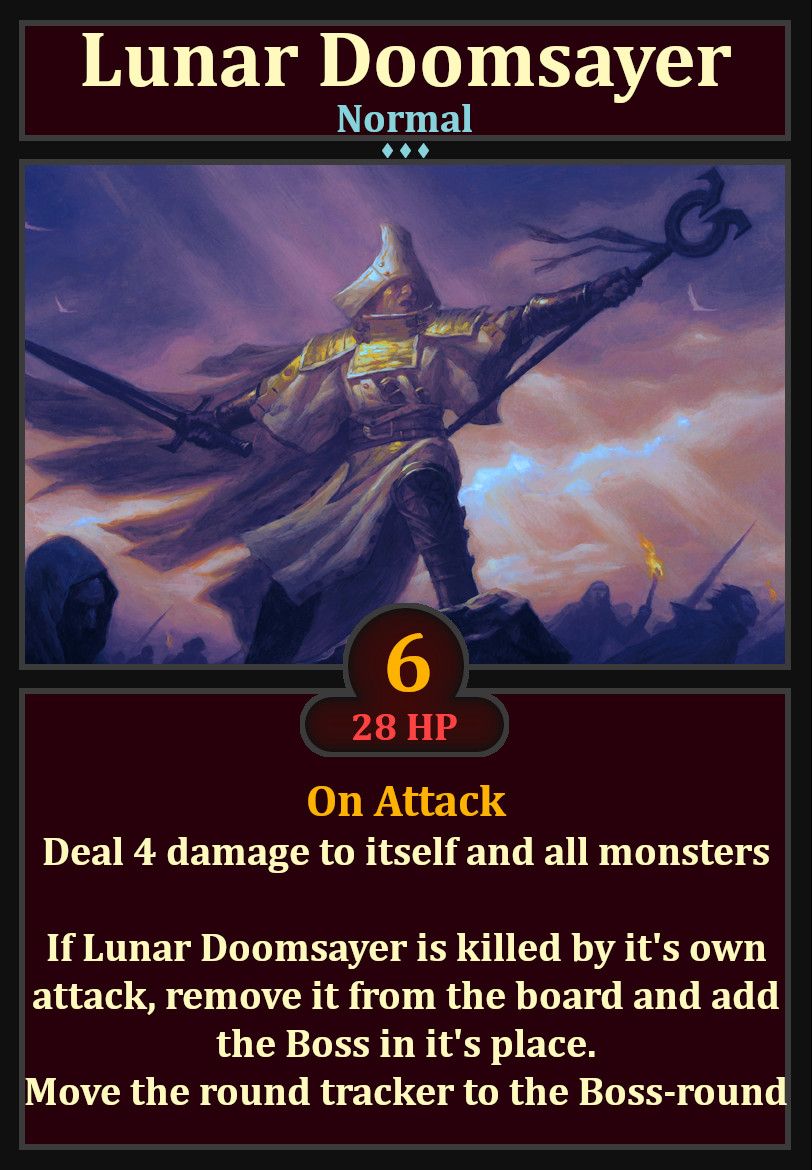 Lunar Doomsayer
Normal
6
28 HP
On Attack
Deal 4 damage to itself and all monsters
If Lunar Doomsayer is killed by it's own
attack, remove it from the board and add
the Boss in it's place.
Move the round tracker to the Boss-round